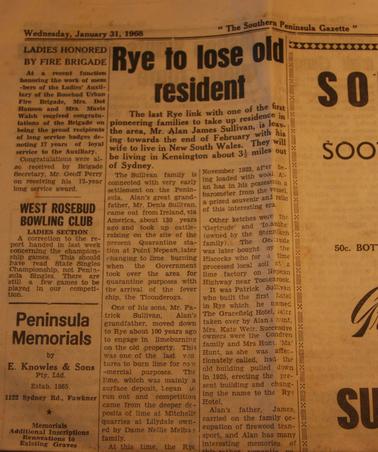 Wednesday, January 31, 1968
"The Southern Peninsula Gazette"
LADIES HONORED
BY FIRE BRIGADE
At a recent function
honoring the work of mem
-bers of the Ladies' Auxi-
liary of the Rosebud Urban
Fire Brigade, Mrs. Dot
Hanson and Mrs. Mavis
Walsh received congratu-
lations of the Brigade on
being the proud recipients
of long service badges de-
noting 17 years of loyal
service to the Auxiliary.
Congratulations were al-
so received by Brigade
Secretary, Mr. Geoff Perry
on receiving his 15-year
long service award.
WEST ROSEBUD
BOWLING CLUB
LADIES SECTION
A correction to the re-
port handed in last week
concerning the champion-
ship games. This should
have read State Singles
Championship, not Penin-
sula Singles. There are
still a few games to be
played in our competi-
tion.
Peninsula
Memorials
by
E. Knowles & Sons
Pty. Ltd.
Estab. 1865
1122 Sydney Rd., Fawkner
Memorials
Additional Inscriptions
Renovations to
Existing Graves
Rye to lose old
resident
The last Rye link with one of the first
pioneering families to take up residence in
the area, Mr. Alan James Sullivan, is leav-
ing towards the end of February with his
wife to live in New South Wales. They will
be living in Kensington about 3½ miles out
of Sydney.
The Sullivan family is
connected with very early
settlement on the Penin-
sula. Alan's great grand-
father, Mr. Denis Sullivan,
came out from Ireland, via
America, about 130 years
ago and took up cattle-
raising on the site of the
present Quarantine sta-
tion at Point Nepean, later
changing to lime burning
when the Government
took over the area for
quarantine purposes with
the arrival of the fever
ship, the Ticonderoga.
One of his sons, Mr. Pa-
trick Sullivan, Alan's
grandfather, moved down
to Rye about 100 years ago
to engage in limeburning
on the old property. This
was one of the last ven-
tures to burn lime for com
mercial purposes. The
lime, which was mainly a
surface deposit, began to
run out and competition
came from the deeper de-
posits of lime at Mitchells
quarries at Lilydale owned
by Dame Nellie Melba's
family.
At this time, the Rye
November 1923, after be-
ing loaded with wood. Al-
an has in his possession a
barometer from the vessel,
a prized souvenir and relic
of this interesting era.
Other ketches were the
'Gertrude' and
owned by the
family). The
was later bought by the
Hiscocks who for a time
processed local soil at a
lime factory on Nepean
Highway near
It was Patrick Sullivan
who built the first hotel
in Rye which he named
The Gracefield Hotel, later
taken over by Alan's aunt,
Mrs. Kate Weir. Successive
owners were the Condren
family and Mrs Hunt. 'Ma'
Hunt, as she was affe-
ctionately called, had the
old building pulled down
in 1925, erecting the pre-
sent building and chang-
ing the name to the Rye
Hotel.
Alan's father, James,
carried on the family oc-
cupation of firewood trans-
port, and Alan has many
interesting memories of
SO
SOO
50c. BOT
SU